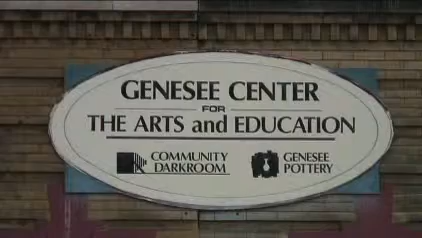 GENESEE CENTER
FOR
THE ARTS and EDUCATION
COMMUNITY
DARKROOM
GENESEE
POTTERY